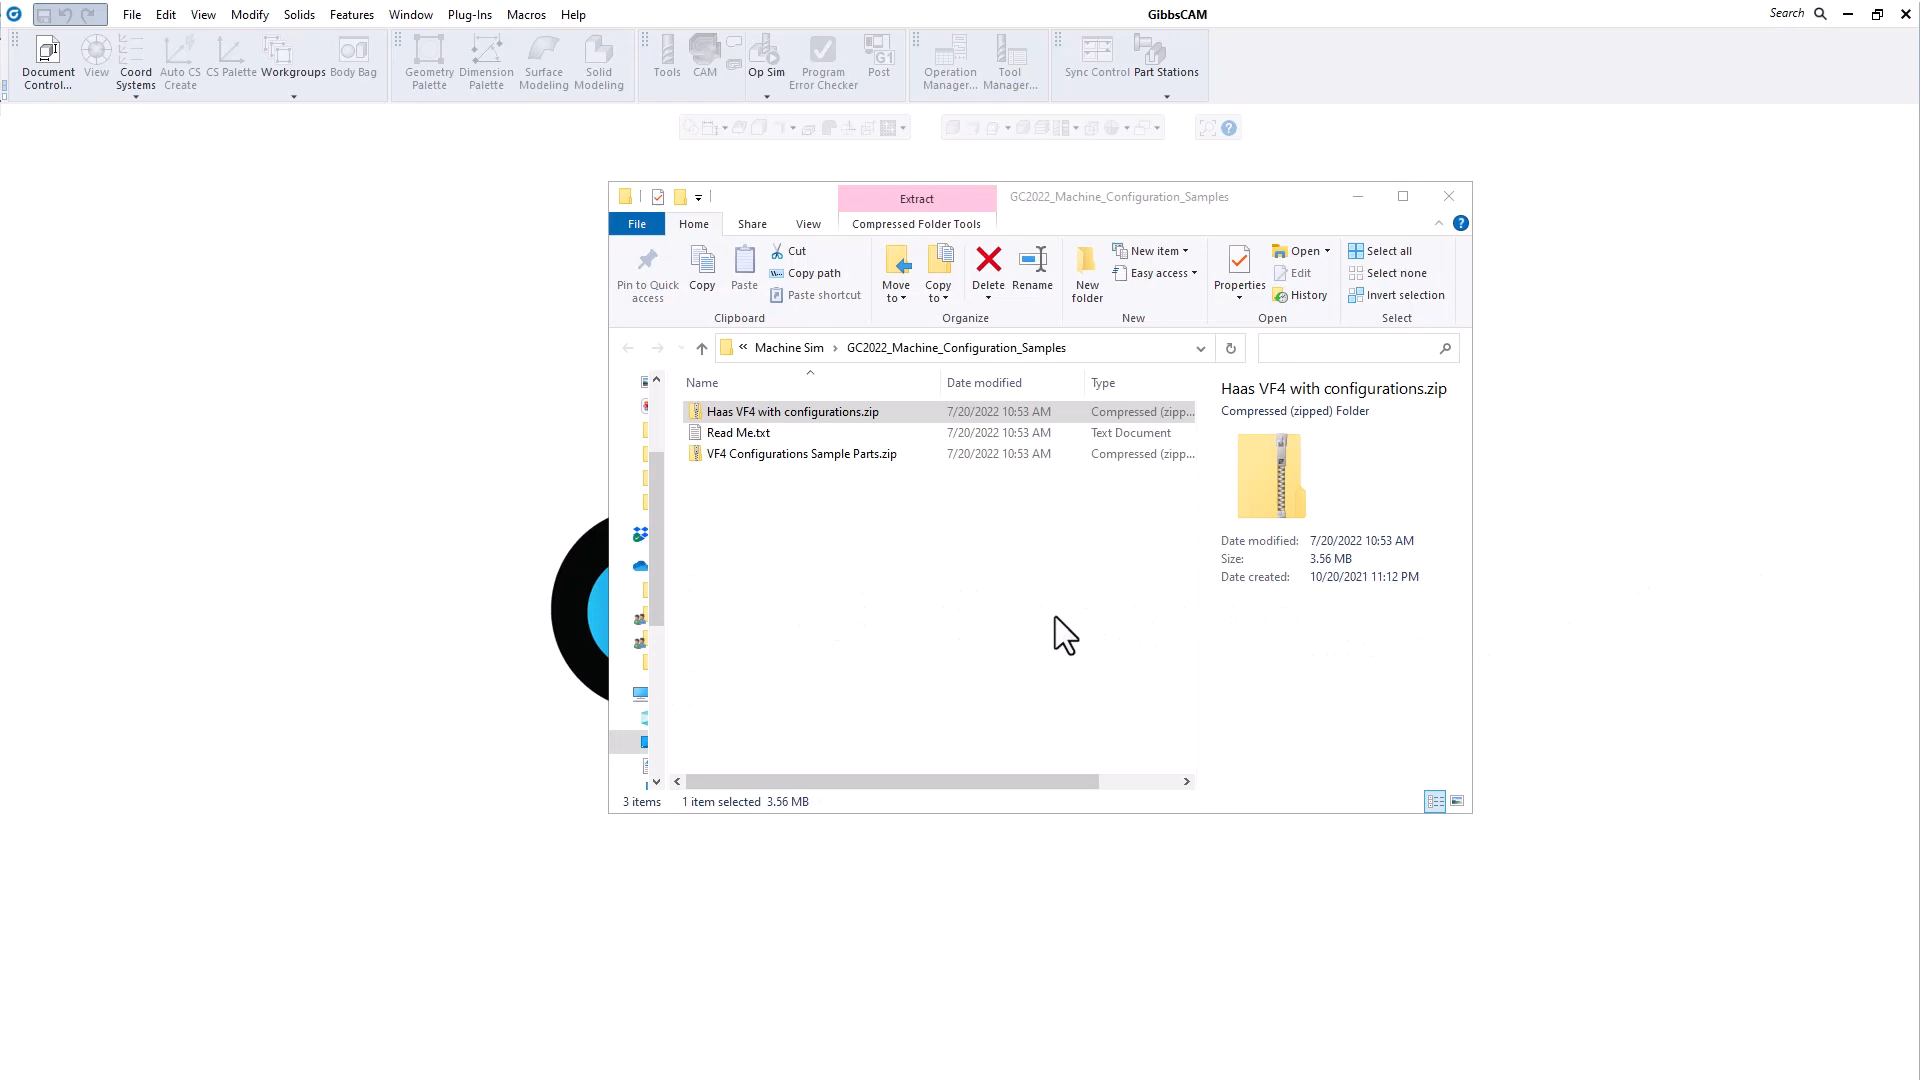 File Edit View Modify Solids Features Window Plug-Ins Macros Help
GibbsCAM
Search
Document Control...
View
Coord Systems
Auto CS Create
CS Palette
Workgroups
Body Bag
Geometry Palette
Dimension Palette
Surface Modeling
Solid Modeling
Tools
CAM
Op Sim
Program Error Checker
G1
Post
Operation Manager...
Tool Manager...
Sync Control
Part Stations
Extract
GC2022_Machine_Configuration_Samples
File Home Share View Compressed Folder Tools
Pin to Quick access
Copy
Paste
Cut
Copy path
Paste shortcut
Clipboard
Move to
Copy to
Delete
Rename
Organize
New folder
New item
Easy access
New
Properties
Open
Edit
History
Open
Select all
Select none
Invert selection
Select
« Machine Sim › GC2022_Machine_Configuration_Samples
Name Date modified Type
Haas VF4 with configurations.zip 7/20/2022 10:53 AM Compressed (zipp...
Read Me.txt 7/20/2022 10:53 AM Text Document
VF4 Configurations Sample Parts.zip 7/20/2022 10:53 AM Compressed (zipp...
Haas VF4 with configurations.zip
Compressed (zipped) Folder
Date modified: 7/20/2022 10:53 AM
Size: 3.56 MB
Date created: 10/20/2021 11:12 PM
3 items 1 item selected 3.56 MB